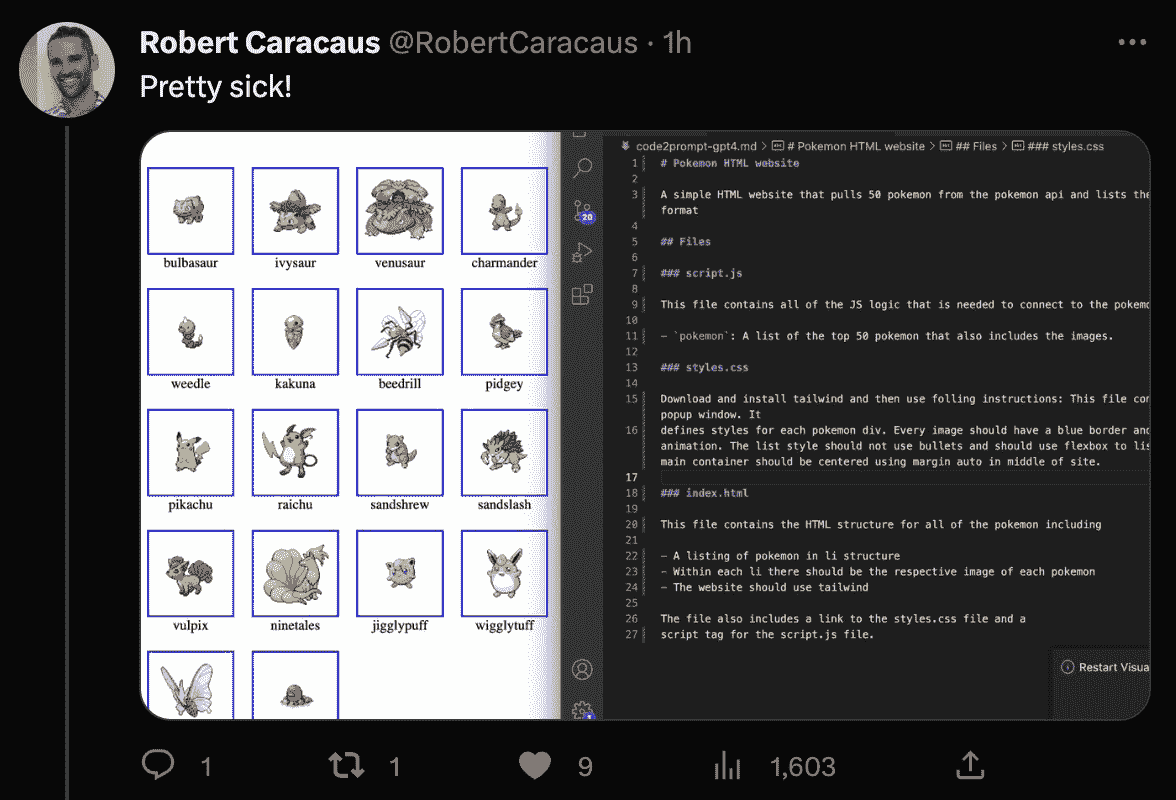 Robert Caracaus @RobertCaracaus · 1h
Pretty sick!
bulbasaur ivysaur venusaur charmander
weedle kakuna beedrill pidgey
pikachu raichu sandshrew sandslash
vulpix ninetales jigglypuff wigglytuff
20
code2prompt-gpt4.md > # Pokemon HTML website > ## Files > ### styles.css
1 # Pokemon HTML website
2
3 A simple HTML website that pulls 50 pokemon from the pokemon api and lists the
format
4
5 ## Files
6
7 ### script.js
8
9 This file contains all of the JS logic that is needed to connect to the pokemo
10
11 – `pokemon`: A list of the top 50 pokemon that also includes the images.
12
13 ### styles.css
14
15 Download and install tailwind and then use folling instructions: This file con
popup window. It
16 defines styles for each pokemon div. Every image should have a blue border and
animation. The list style should not use bullets and should use flexbox to lis
main container should be centered using margin auto in middle of site.
17
18 ### index.html
19
20 This file contains the HTML structure for all of the pokemon including
21
22 – A listing of pokemon in li structure
23 – Within each li there should be the respective image of each pokemon
24 – The website should use tailwind
25
26 The file also includes a link to the styles.css file and a
27 script tag for the script.js file.
Restart Visua
1 1 9 1,603